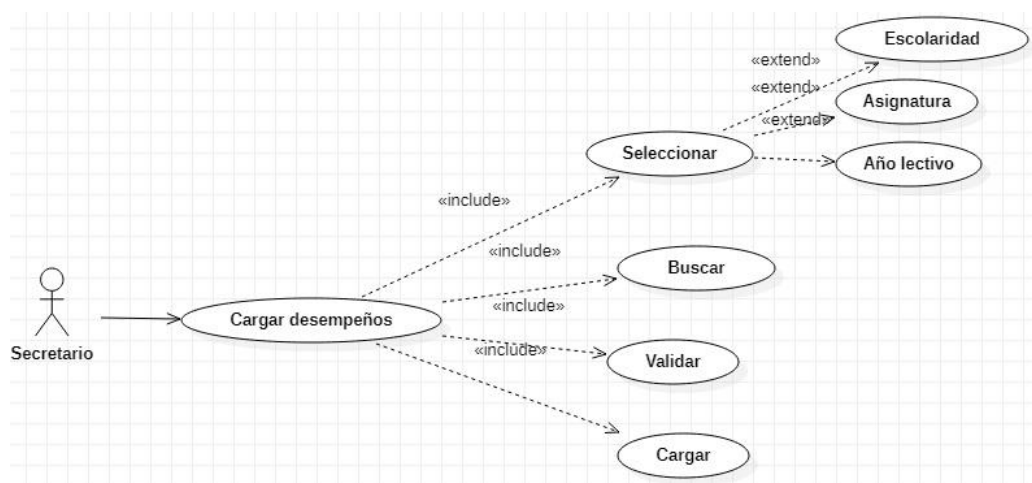 Escolaridad
«extend»
«extend»
Asignatura
«extend»
Seleccionar
Año lectivo
«include»
«include»
Buscar
«include»
Cargar desempeños
«include»
Secretario
Validar
Cargar